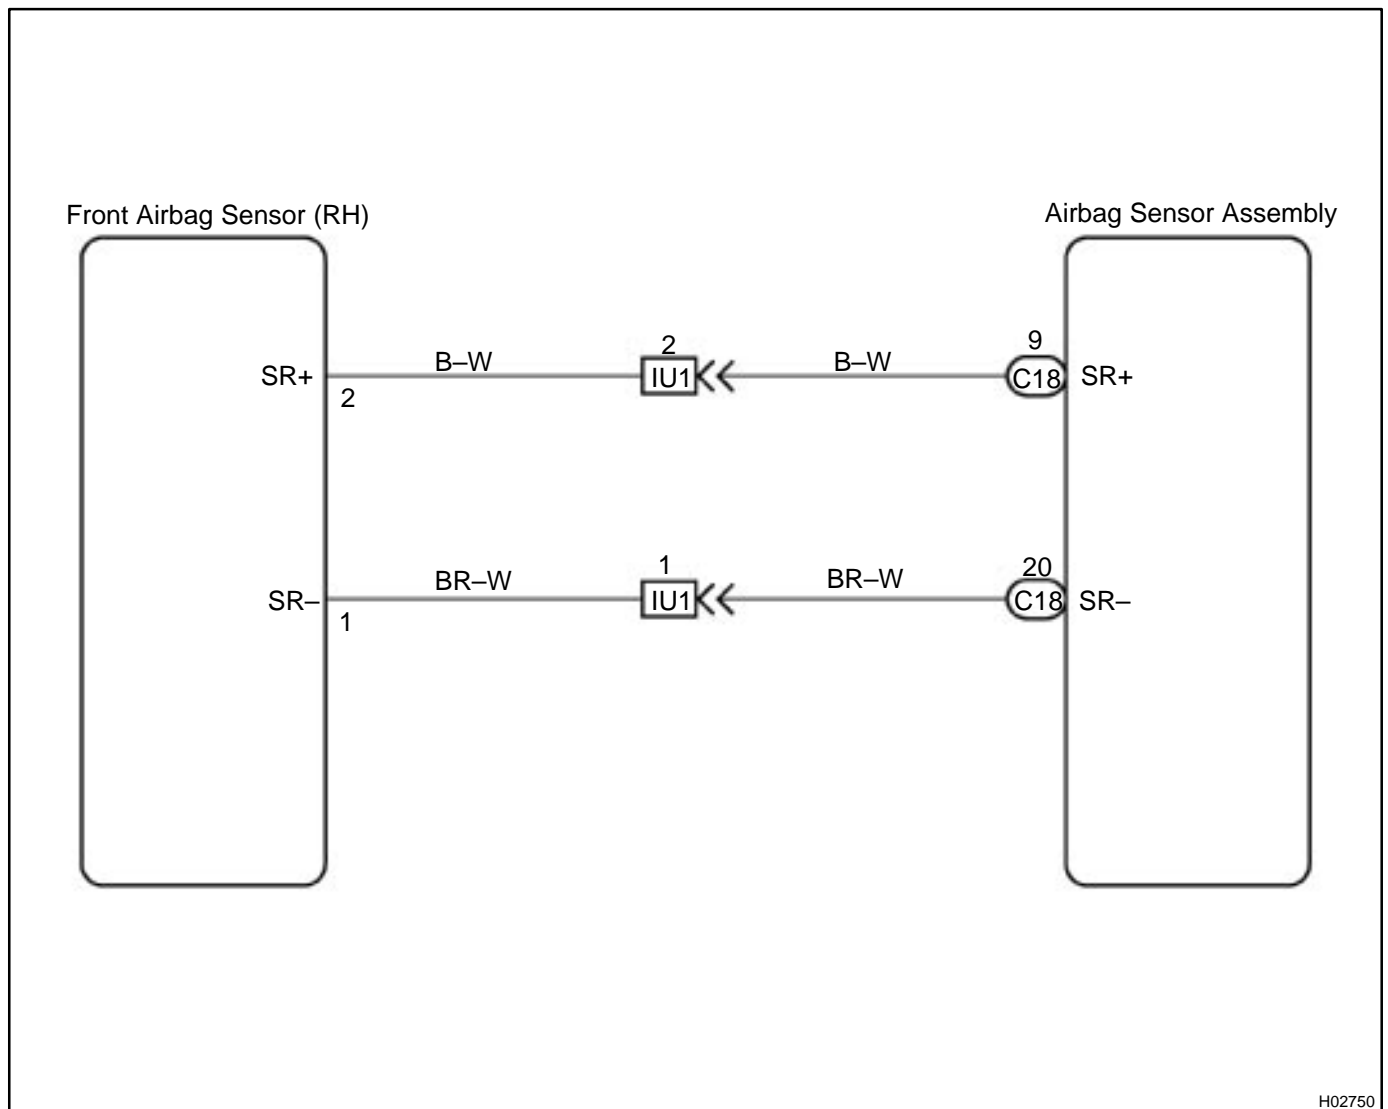 Front Airbag Sensor (RH)
Airbag Sensor Assembly
SR+
2
B–W
2
IU1
B–W
9
C18
SR+
SR–
1
BR–W
1
IU1
BR–W
20
C18
SR–
H02750